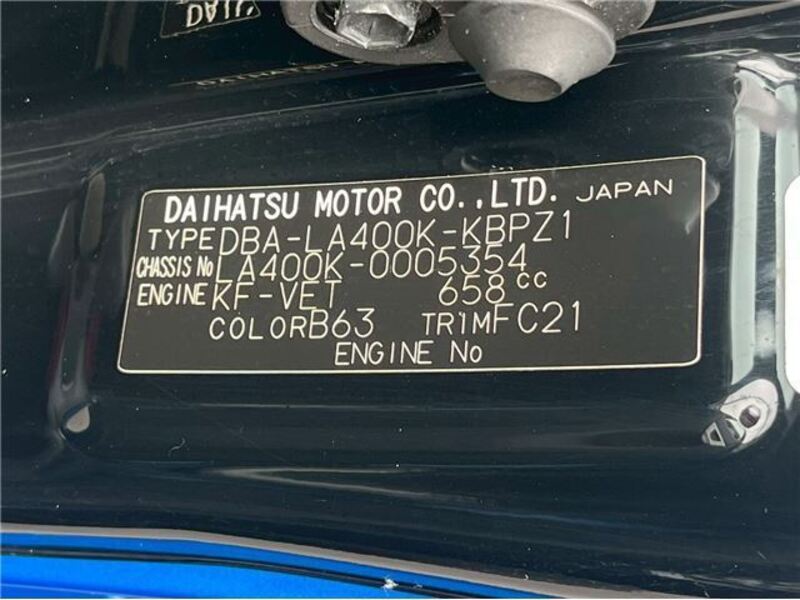 DAIHATSU MOTOR CO.,LTD. JAPAN
TYPE DBA-LA400K-KBPZ1
CHASSIS No LA400K-0005354
ENGINE KF-VET 658 CC
COLOR B63 TRIM FC21
ENGINE No